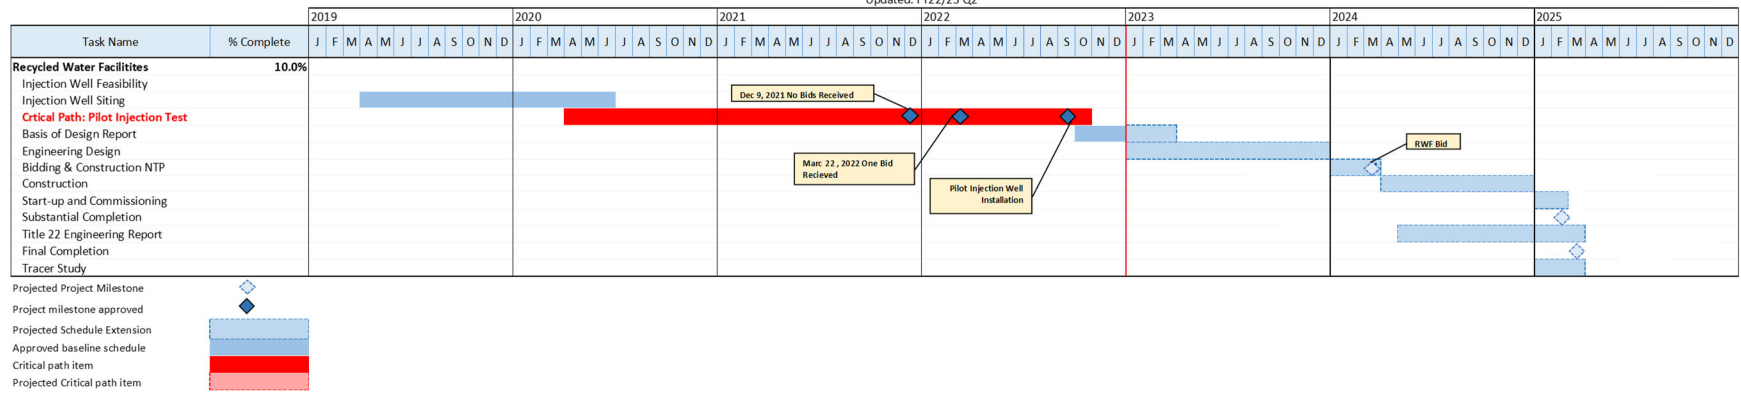 Updated: FY22/23 Q2
2019 2020 2021 2022 2023 2024 2025
Task Name % Complete J F M A M J J A S O N D J F M A M J J A S O N D J F M A M J J A S O N D J F M A M J J A S O N D J F M A M J J A S O N D J F M A M J J A S O N D J F M A M J J A S O N D
Recycled Water Facilitites 10.0%
Injection Well Feasibility
Injection Well Siting
Dec 9, 2021 No Bids Received
Crtical Path: Pilot Injection Test
Basis of Design Report
Engineering Design
RWF Bid
Bidding & Construction NTP
Marc 22 , 2022 One Bid
Recieved
Construction
Pilot Injection Well
Installation
Start-up and Commissioning
Substantial Completion
Title 22 Engineering Report
Final Completion
Tracer Study
Projected Project Milestone
Project milestone approved
Projected Schedule Extension
Approved baseline schedule
Critical path item
Projected Critical path item